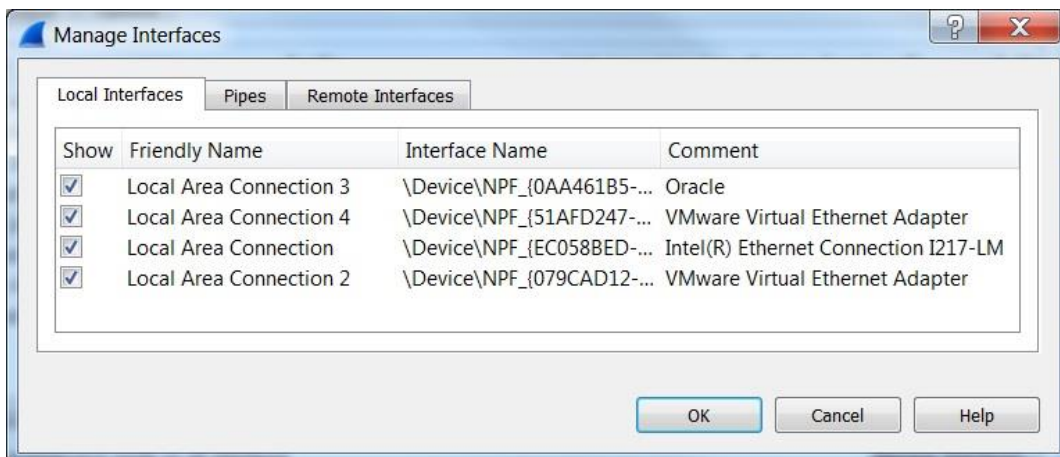 Manage Interfaces
Local Interfaces Pipes Remote Interfaces
Show Friendly Name Interface Name Comment
Local Area Connection 3 \Device\NPF_{0AA461B5-... Oracle
Local Area Connection 4 \Device\NPF_{51AFD247-... VMware Virtual Ethernet Adapter
Local Area Connection \Device\NPF_{EC058BED-... Intel(R) Ethernet Connection I217-LM
Local Area Connection 2 \Device\NPF_{079CAD12-... VMware Virtual Ethernet Adapter
OK Cancel Help